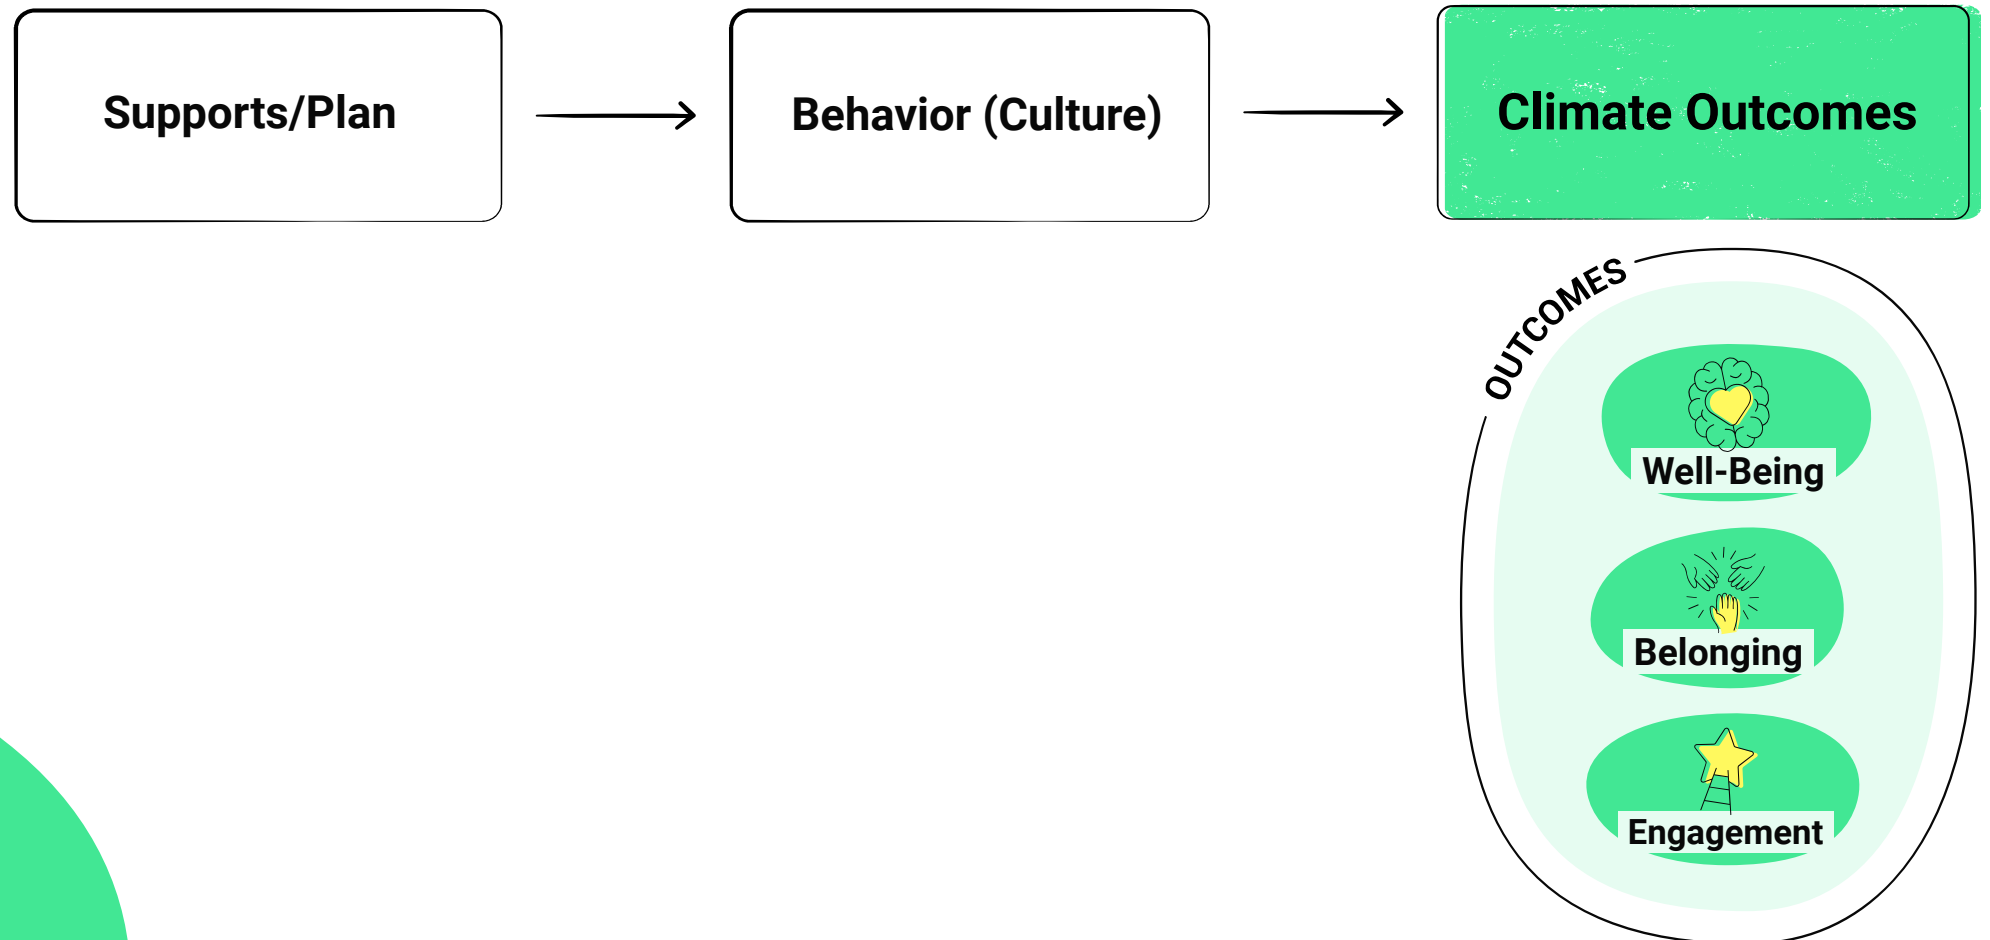 Supports/Plan
Behavior (Culture)
Climate Outcomes
OUTCOMES
Well-Being
Belonging
Engagement